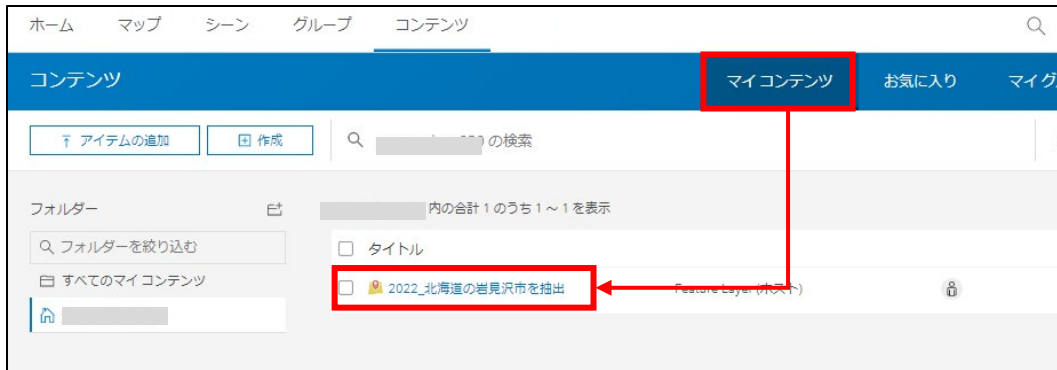 ホーム マップ シーン グループ コンテンツ
コンテンツ マイ コンテンツ お気に入り マイ グ
アイテムの追加 作成 の検索
フォルダー 内の合計 1 のうち 1 ~ 1 を表示
フォルダーを絞り込む タイトル
すべてのマイ コンテンツ 2022_北海道の岩見沢市を抽出 Feature Layer (ホスト)